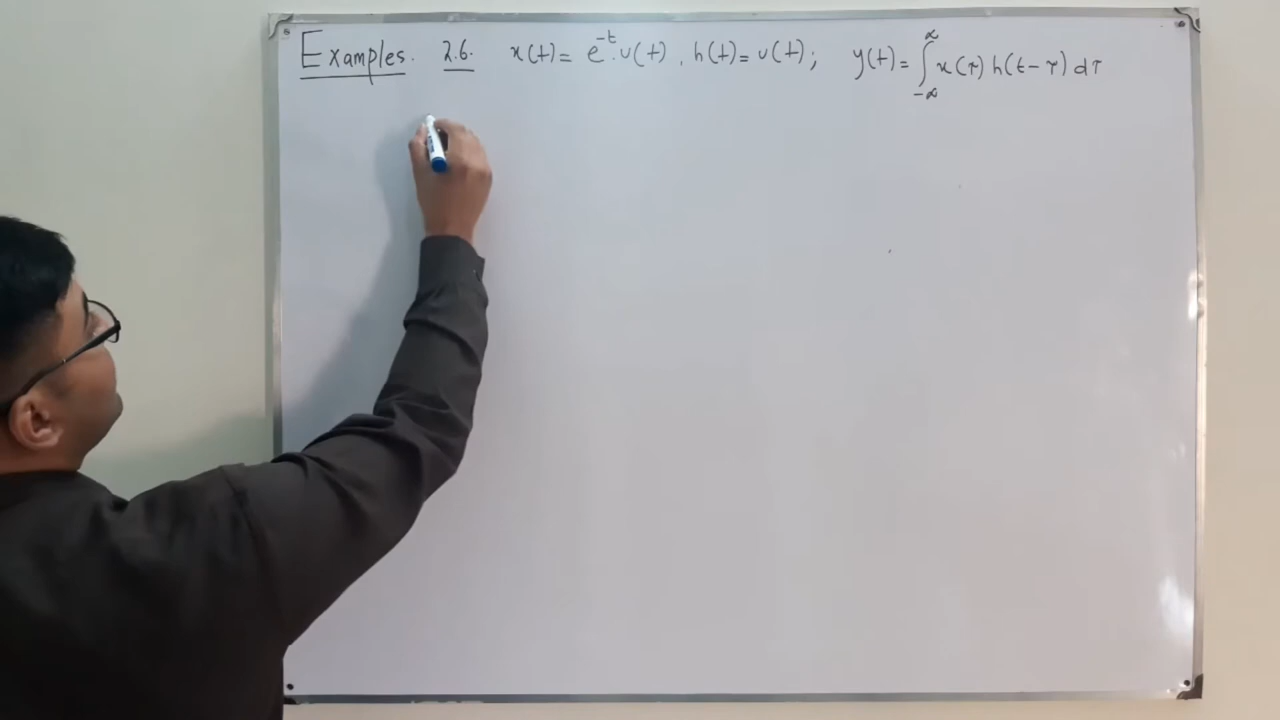 Examples. 2.6. x(t) = e^{-t}.u(t), h(t) = u(t); y(t) = ∫_{-∞}^{∞} x(τ) h(t-τ) dτ